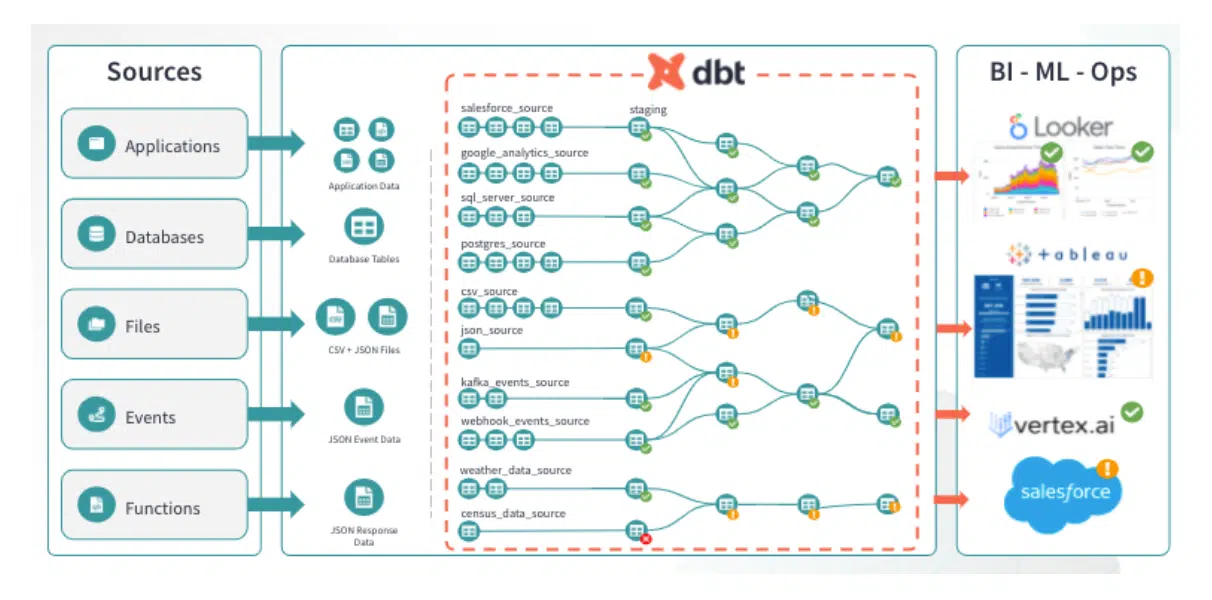 Sources
Applications
Databases
Files
Events
Functions
Application Data
Database Tables
CSV
CSV + JSON Files
JSON Event Data
JSON Response
Data
dbt
salesforce_source
staging
google_analytics_source
sql_server_source
postgres_source
csv_source
json_source
kafka_events_source
webhook_events_source
weather_data_source
census_data_source
BI - ML - Ops
Looker
+ableau
vertex.ai
salesforce